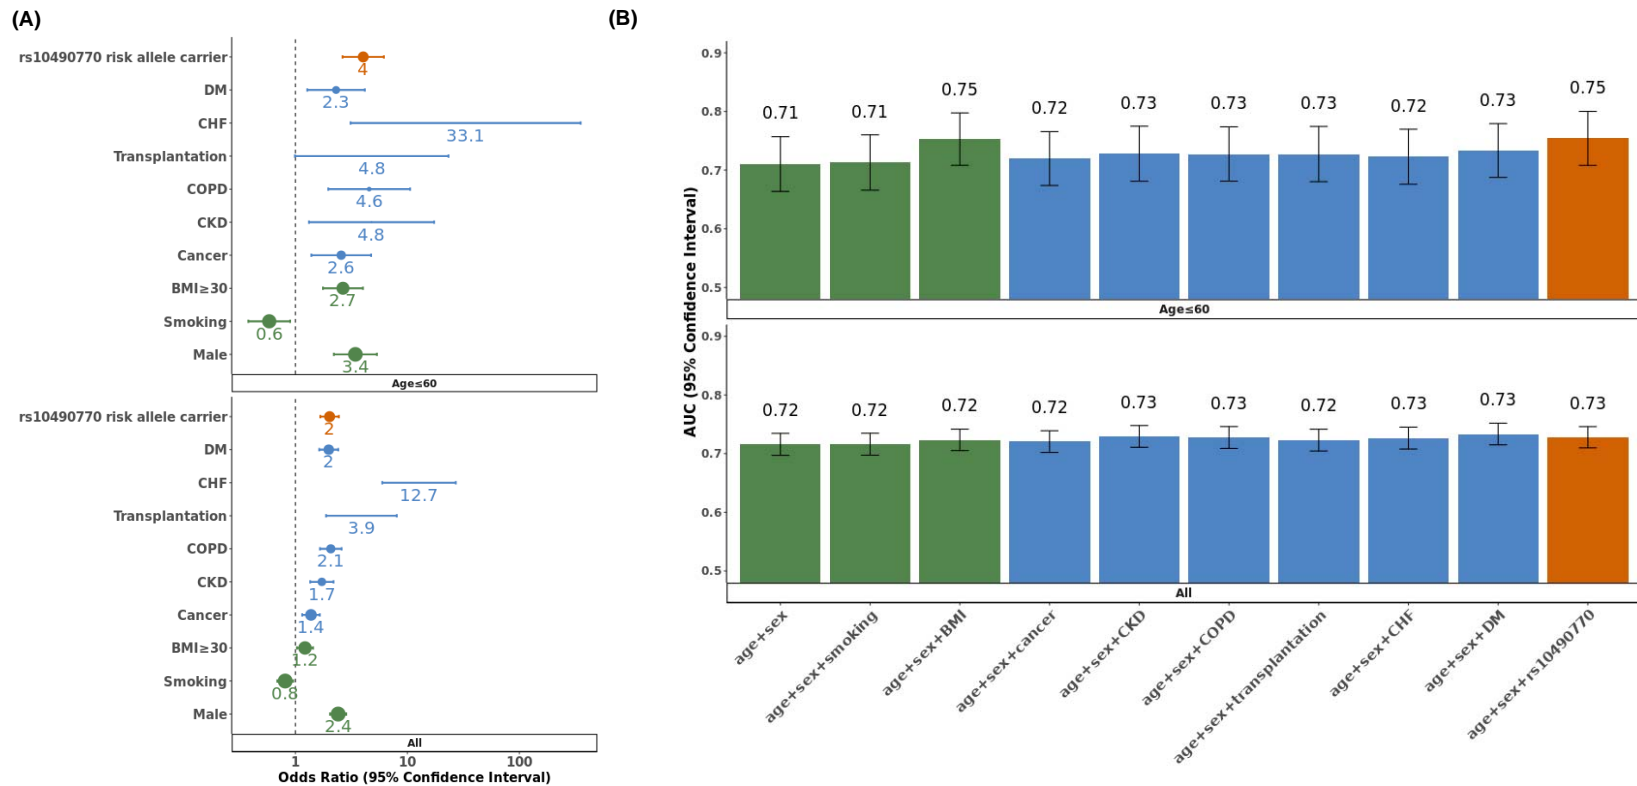 (A)
rs10490770 risk allele carrier
4
DM
2.3
CHF
33.1
Transplantation
4.8
COPD
4.6
CKD
4.8
Cancer
2.6
BMI≥30
2.7
Smoking
0.6
Male
3.4
Age≤60
rs10490770 risk allele carrier
2
DM
2
CHF
12.7
Transplantation
3.9
COPD
2.1
CKD
1.7
Cancer
1.4
BMI≥30
1.2
Smoking
0.8
Male
2.4
All
1 10 100
Odds Ratio (95% Confidence Interval)
(B)
AUC (95% Confidence Interval)
0.9
0.8
0.7
0.6
0.5
0.71 0.71 0.75 0.72 0.73 0.73 0.73 0.72 0.73 0.75
Age≤60
0.9
0.8
0.7
0.6
0.5
0.72 0.72 0.72 0.72 0.73 0.73 0.72 0.73 0.73 0.73
All
age+sex
age+sex+smoking
age+sex+BMI
age+sex+cancer
age+sex+CKD
age+sex+COPD
age+sex+transplantation
age+sex+CHF
age+sex+DM
age+sex+rs10490770